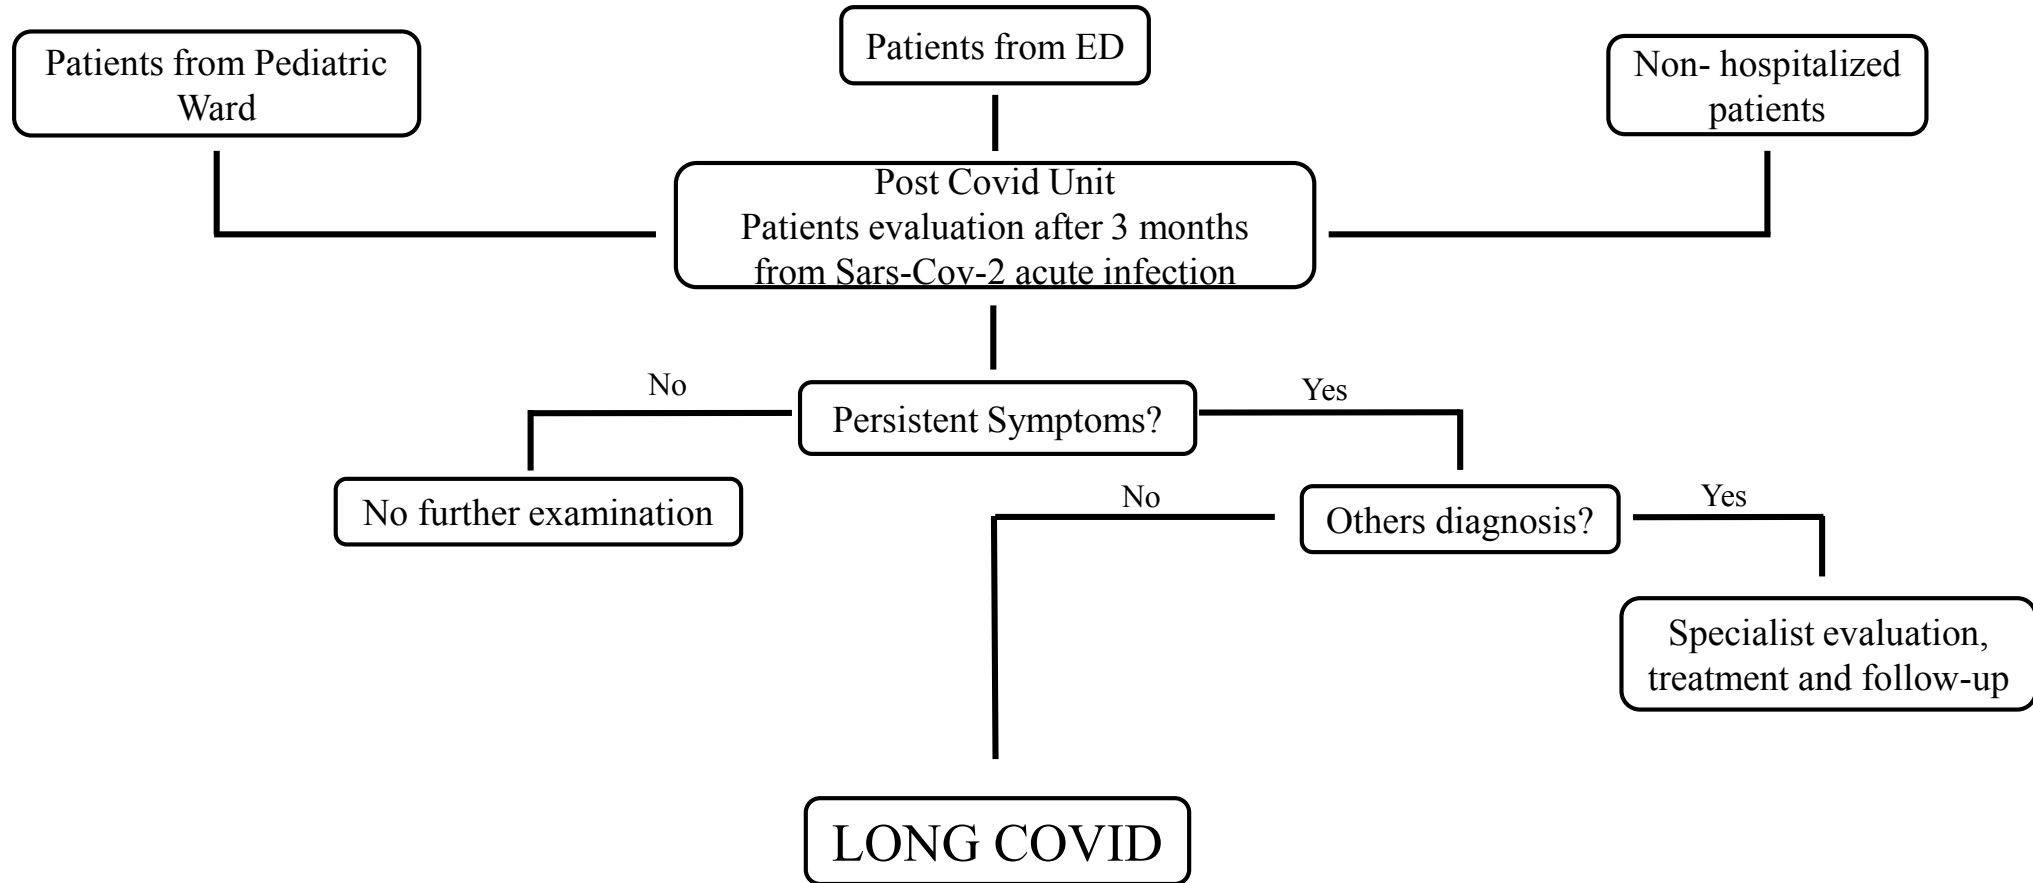 Patients from Pediatric
Ward
Patients from ED
Non- hospitalized
patients
Post Covid Unit
Patients evaluation after 3 months
from Sars-Cov-2 acute infection
No
Persistent Symptoms?
Yes
No further examination
No
Others diagnosis?
Yes
Specialist evaluation,
treatment and follow-up
LONG COVID